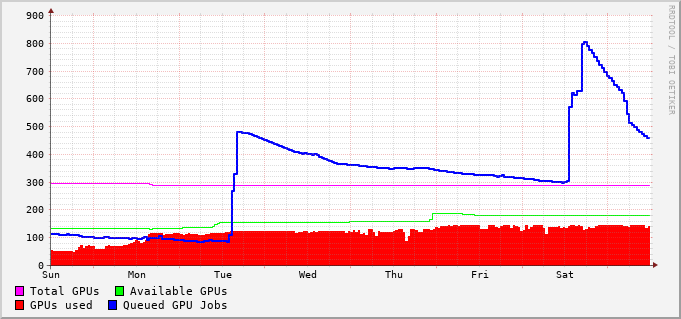 900
800
700
600
500
400
300
200
100
0
Sun Mon Tue Wed Thu Fri Sat
Total GPUs Available GPUs
GPUs used Queued GPU Jobs
RRDTOOL / TOBI OETIKER